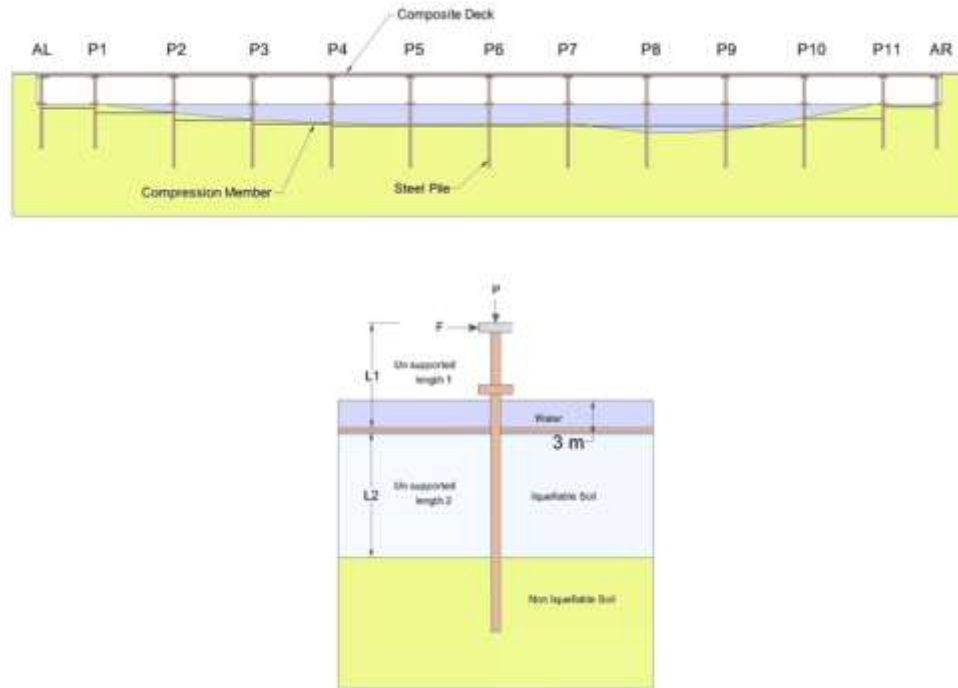 Composite Deck
AL P1 P2 P3 P4 P5 P6 P7 P8 P9 P10 P11 AR
Compression Member
Steel Pile
P
F
L1
Un supported
length 1
Water
3 m
L2
Un supported
length 2
liquefiable Soil
Non liquefiable Soil